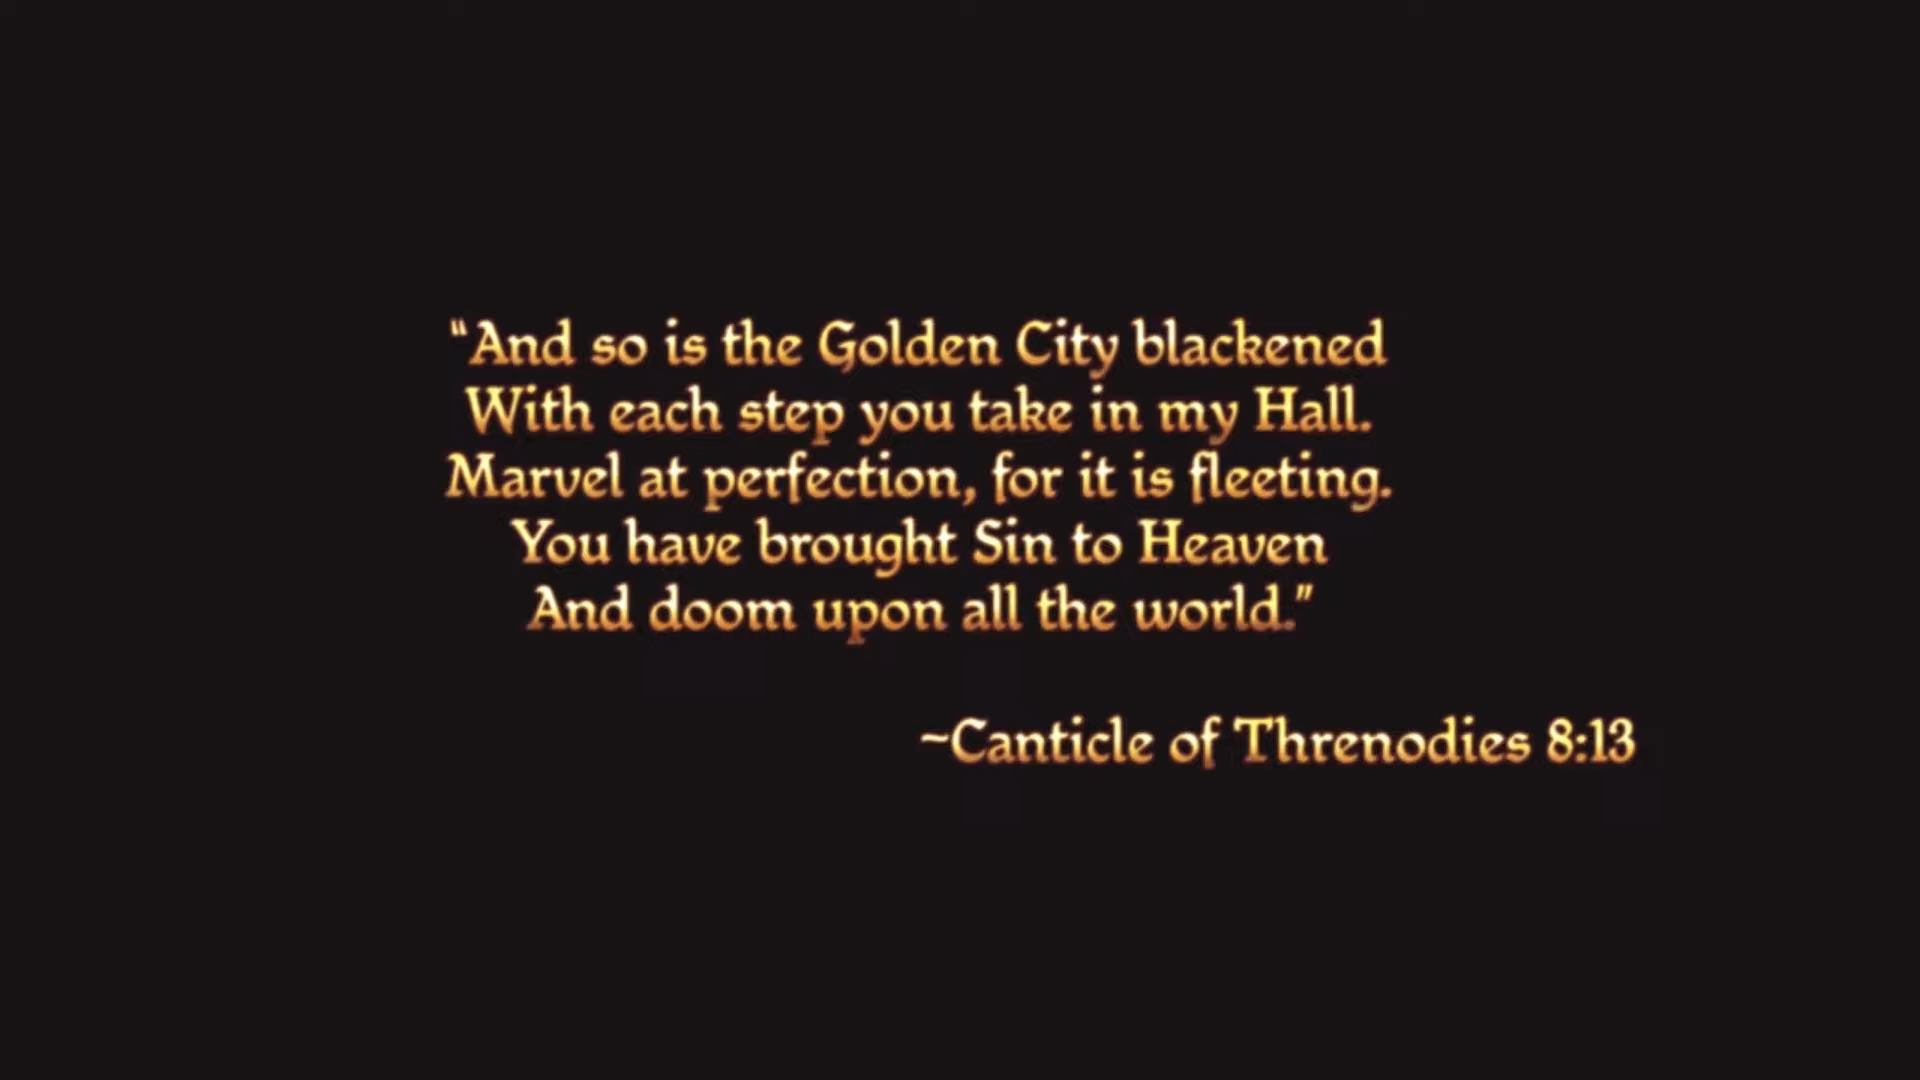 “And so is the Golden City blackened
With each step you take in my Hall.
Marvel at perfection, for it is fleeting.
You have brought Sin to Heaven
And doom upon all the world.”
~Canticle of Threnodies 8:13